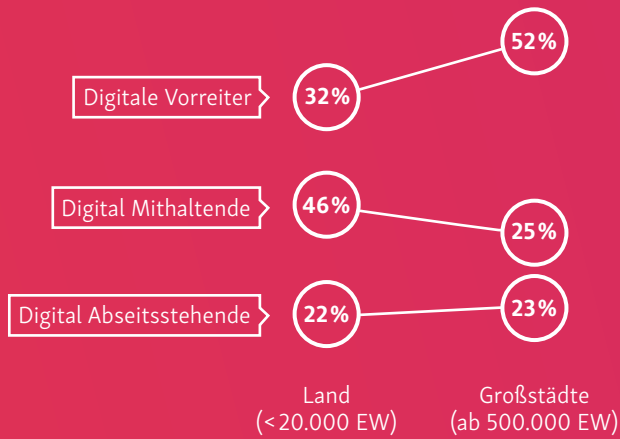 52%
Digitale Vorreiter
32%
Digital Mithaltende
46%
25%
Digital Abseitsstehende
22%
23%
Land
(<20.000 EW)
Großstädte
(ab 500.000 EW)